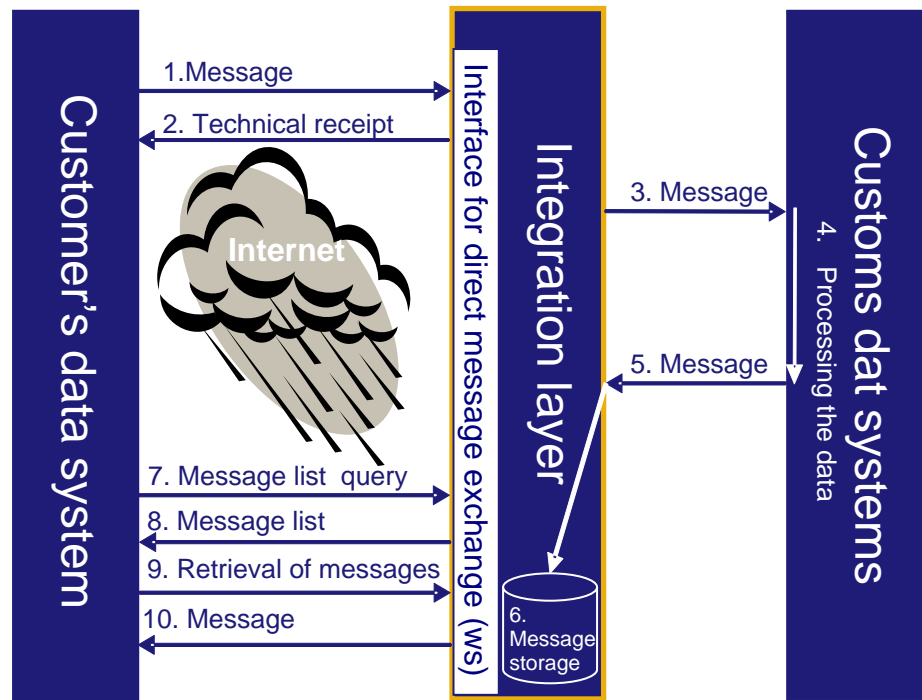 Customer's data system
1.Message
2. Technical receipt
Internet
7. Message list query
8. Message list
9. Retrieval of messages
10. Message
Interface for direct message exchange (ws)
Integration layer
6.
Message
storage
3. Message
5. Message
4. Processing the data
Customs dat systems